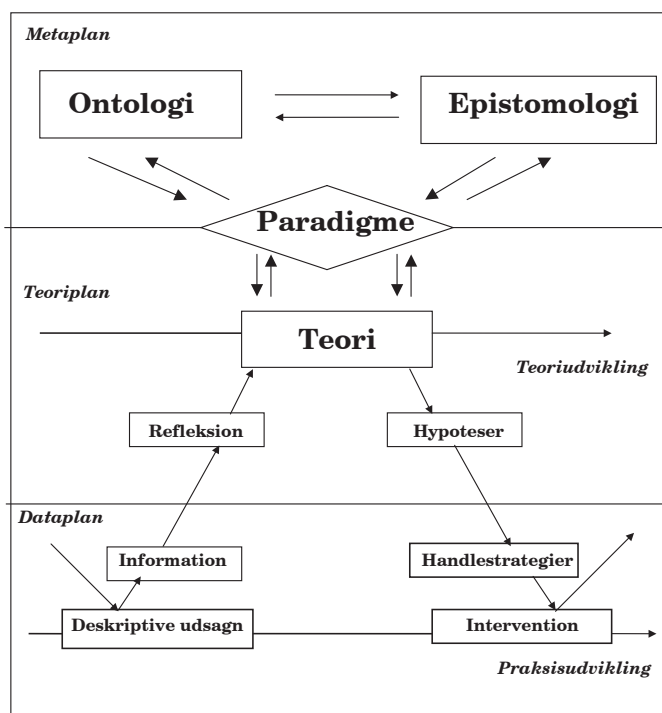 Metaplan
Ontologi
Epistomologi
Paradigme
Teoriplan
Teori
Teoriudvikling
Refleksion
Hypoteser
Dataplan
Information
Handlestrategier
Deskriptive udsagn
Intervention
Praksisudvikling